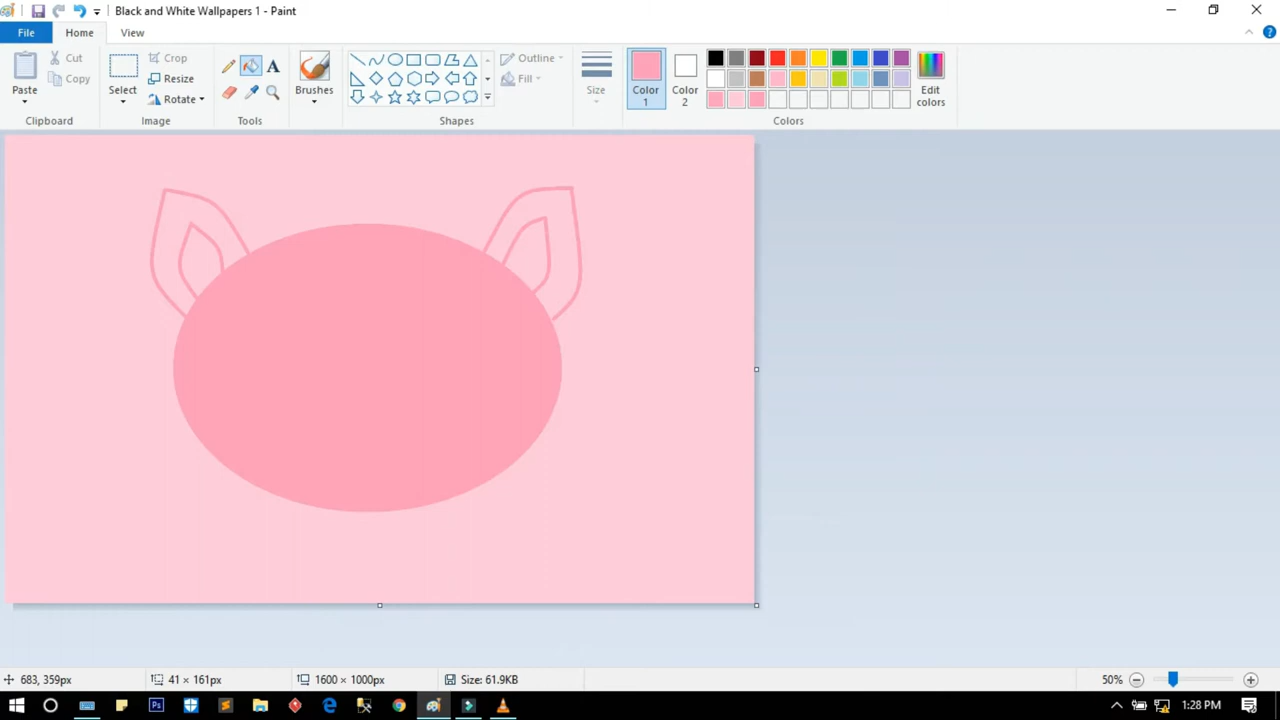 Black and White Wallpapers 1 - Paint
File
Home
View
Paste
Cut
Copy
Clipboard
Select
Crop
Resize
Rotate
Image
A
Tools
Brushes
Outline
Fill
Shapes
Size
Color 1
Color 2
Edit colors
Colors
683, 359px
41 × 161px
1600 × 1000px
Size: 61.9KB
50%
Ps
1:28 PM